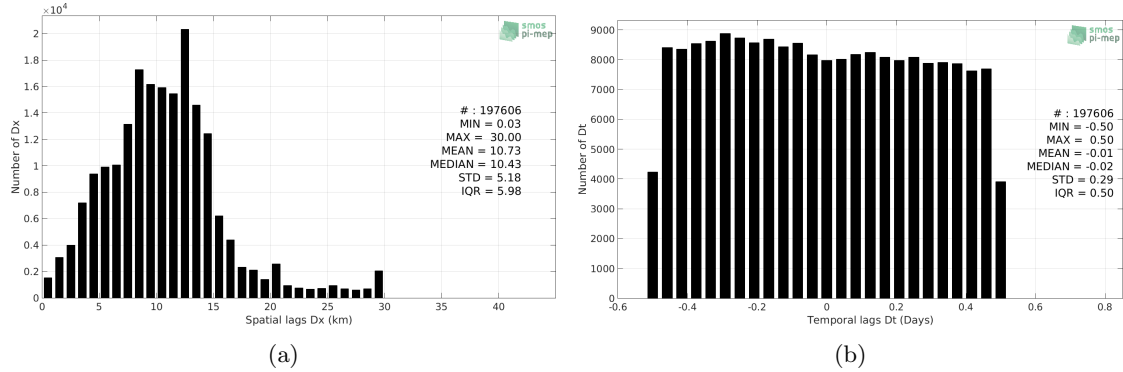 ×10⁴
2
1.8
1.6
1.4
1.2
1
0.8
0.6
0.4
0.2
0
Number of Dx
smos
pi-mep
# : 197606
MIN = 0.03
MAX = 30.00
MEAN = 10.73
MEDIAN = 10.43
STD = 5.18
IQR = 5.98
0 5 10 15 20 25 30 35 40
Spatial lags Dx (km)
(a)
9000
8000
7000
6000
5000
4000
3000
2000
1000
0
Number of Dt
smos
pi-mep
# : 197606
MIN = -0.50
MAX = 0.50
MEAN = -0.01
MEDIAN = -0.02
STD = 0.29
IQR = 0.50
-0.6 -0.4 -0.2 0 0.2 0.4 0.6 0.8
Temporal lags Dt (Days)
(b)